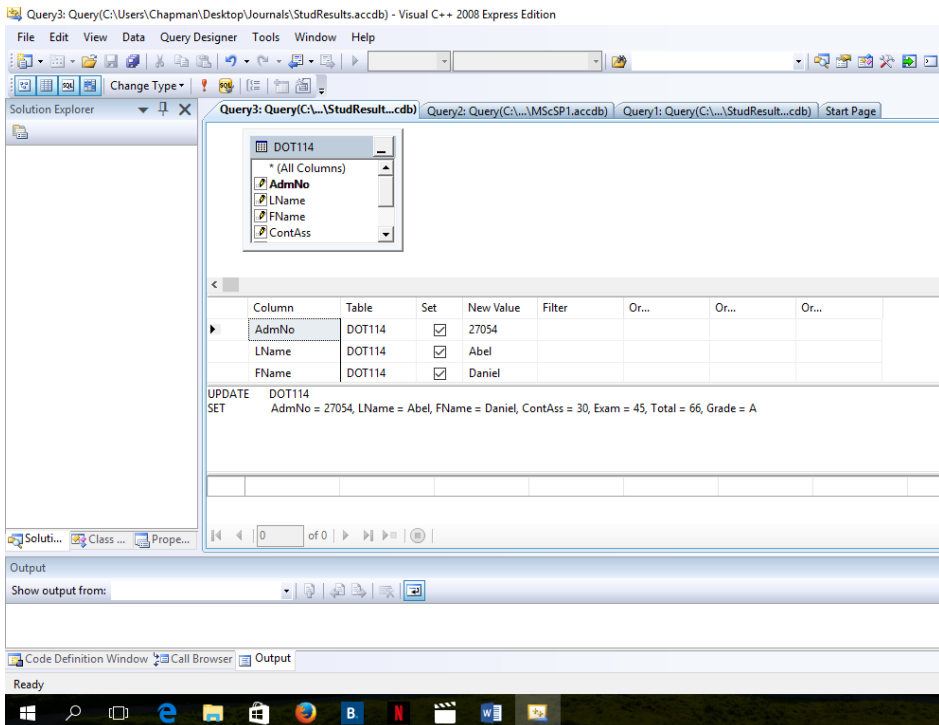 Query3: Query(C:\Users\Chapman\Desktop\Journals\StudResults.accdb) - Visual C++ 2008 Express Edition
File Edit View Data Query Designer Tools Window Help
SQL Change Type SQL
Solution Explorer
Query3: Query(C:\...\StudResult...cdb) Query2: Query(C:\...\MScSP1.accdb) Query1: Query(C:\...\StudResult...cdb) Start Page
DOT114
* (All Columns)
AdmNo
LName
FName
ContAss
Column Table Set New Value Filter Or... Or... Or...
AdmNo DOT114 27054
LName DOT114 Abel
FName DOT114 Daniel
UPDATE DOT114
SET AdmNo = 27054, LName = Abel, FName = Daniel, ContAss = 30, Exam = 45, Total = 66, Grade = A
0 of 0
Soluti... Class ... Prope...
Output
Show output from:
Code Definition Window Call Browser Output
Ready
e B. N W